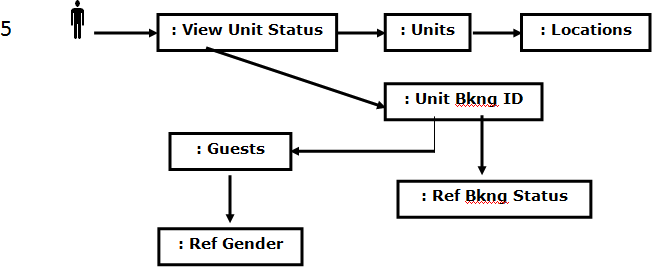 5
: View Unit Status
: Units
: Locations
: Unit Bkng ID
: Guests
: Ref Bkng Status
: Ref Gender